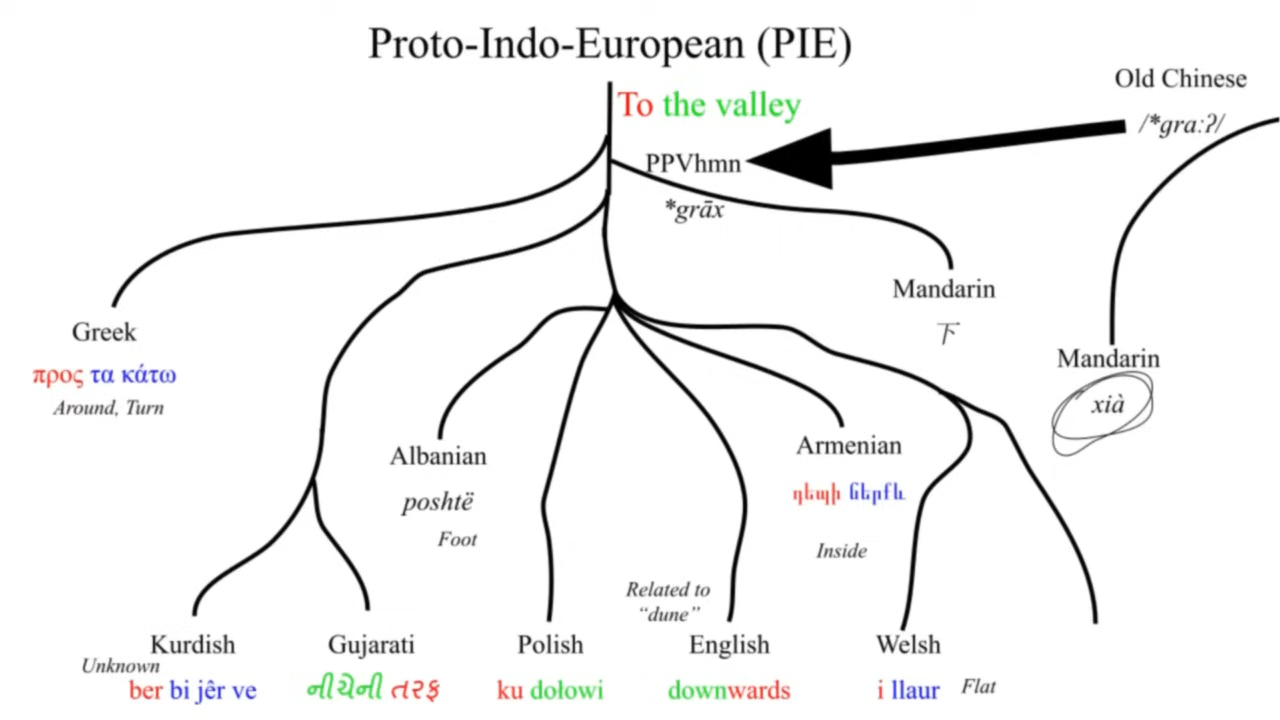 Proto-Indo-European (PIE)
To the valley
Old Chinese
/*gra:ʔ/
PPVhmn
*grāx
Mandarin
下
Mandarin
xià
Greek
προς τα κάτω
Around, Turn
Albanian
poshtë
Foot
Armenian
դեպի ներքև
Inside
Related to
“dune”
Kurdish
Unknown
ber bi jêr ve
Gujarati
નીચેની તરફ
Polish
ku dołowi
English
downwards
Welsh
i llaur
Flat